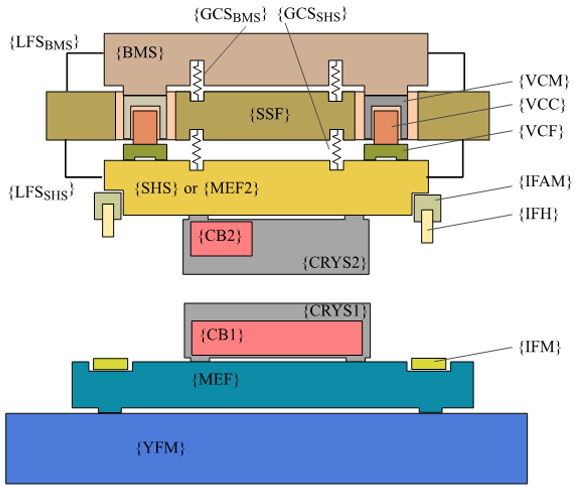 {GCS_BMS} {GCS_SHS}
{LFS_BMS} {BMS}
{VCM}
{VCC}
{SSF}
{VCF}
{LFS_SHS} {SHS} or {MEF2} {IFAM}
{IFH}
{CB2}
{CRYS2}
{CRYS1}
{CB1}
{IFM}
{MEF}
{YFM}